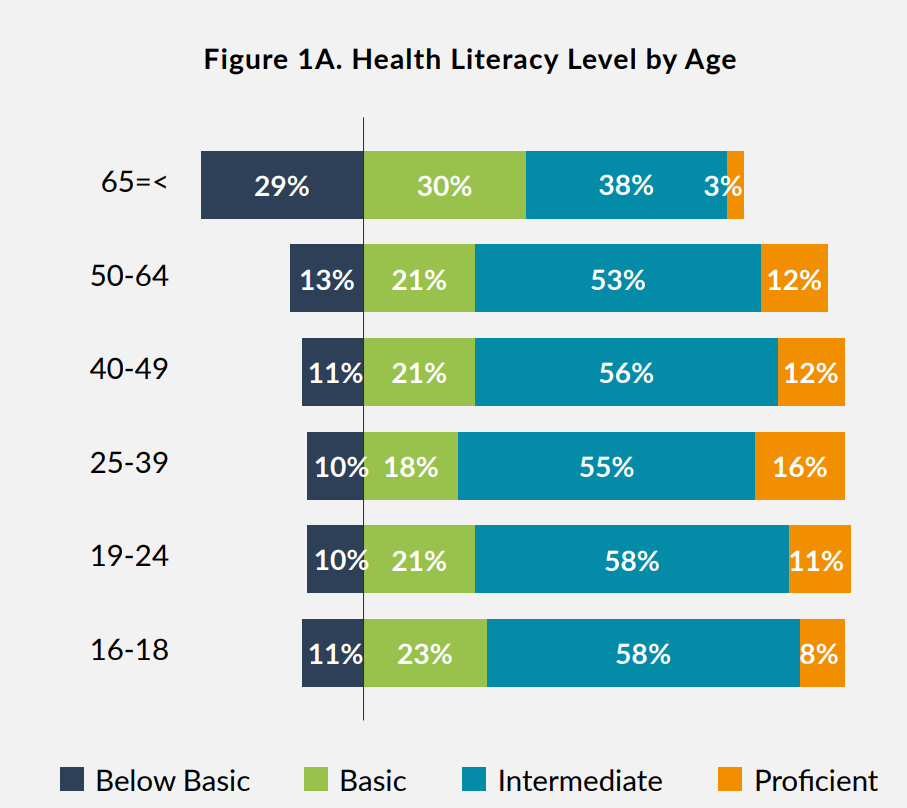 Figure 1A. Health Literacy Level by Age
65=< 29% 30% 38% 3%
50-64 13% 21% 53% 12%
40-49 11% 21% 56% 12%
25-39 10% 18% 55% 16%
19-24 10% 21% 58% 11%
16-18 11% 23% 58% 8%
Below Basic Basic Intermediate Proficient